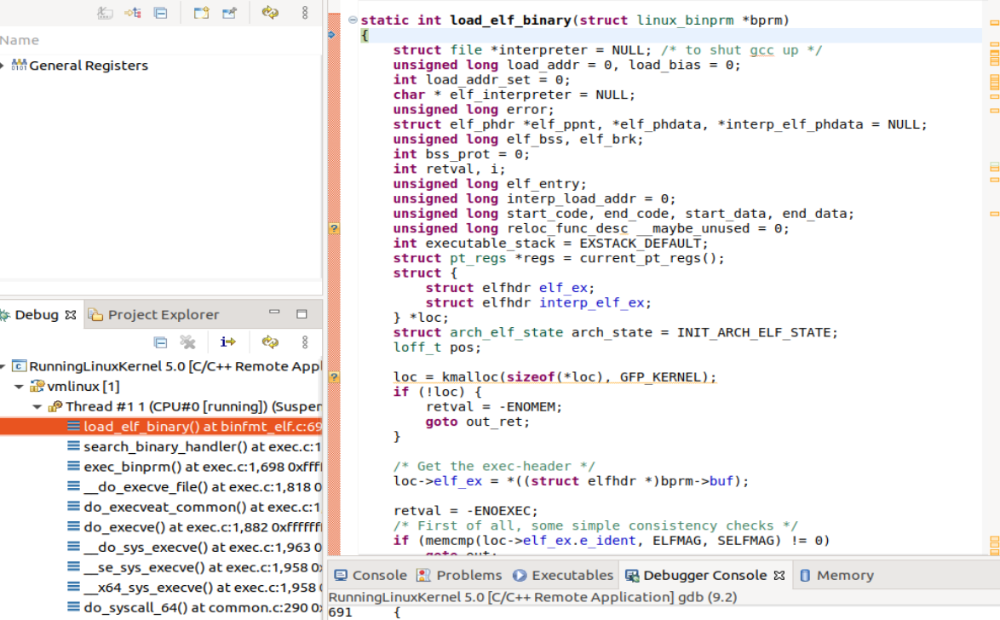 Name
General Registers
Debug
Project Explorer
RunningLinuxKernel 5.0 [C/C++ Remote Appl
vmlinux [1]
Thread #1 1 (CPU#0 [running]) (Susper
load_elf_binary() at binfmt_elf.c:69
search_binary_handler() at exec.c:1
exec_binprm() at exec.c:1,698 0xffff
__do_execve_file() at exec.c:1,818 0
do_execveat_common() at exec.c:1
do_execve() at exec.c:1,882 0xffffffff
__do_sys_execve() at exec.c:1,963 0
__se_sys_execve() at exec.c:1,958 0x
__x64_sys_execve() at exec.c:1,958 (
do_syscall_64() at common.c:290 0x
static int load_elf_binary(struct linux_binprm *bprm)
{
struct file *interpreter = NULL; /* to shut gcc up */
unsigned long load_addr = 0, load_bias = 0;
int load_addr_set = 0;
char * elf_interpreter = NULL;
unsigned long error;
struct elf_phdr *elf_ppnt, *elf_phdata, *interp_elf_phdata = NULL;
unsigned long elf_bss, elf_brk;
int bss_prot = 0;
int retval, i;
unsigned long elf_entry;
unsigned long interp_load_addr = 0;
unsigned long start_code, end_code, start_data, end_data;
unsigned long reloc_func_desc __maybe_unused = 0;
int executable_stack = EXSTACK_DEFAULT;
struct pt_regs *regs = current_pt_regs();
struct {
struct elfhdr elf_ex;
struct elfhdr interp_elf_ex;
} *loc;
struct arch_elf_state arch_state = INIT_ARCH_ELF_STATE;
loff_t pos;
loc = kmalloc(sizeof(*loc), GFP_KERNEL);
if (!loc) {
retval = -ENOMEM;
goto out_ret;
}
/* Get the exec-header */
loc->elf_ex = *((struct elfhdr *)bprm->buf);
retval = -ENOEXEC;
/* First of all, some simple consistency checks */
if (memcmp(loc->elf_ex.e_ident, ELFMAG, SELFMAG) != 0)
goto out;
Console
Problems
Executables
Debugger Console
Memory
RunningLinuxKernel 5.0 [C/C++ Remote Application] gdb (9.2)
691 {